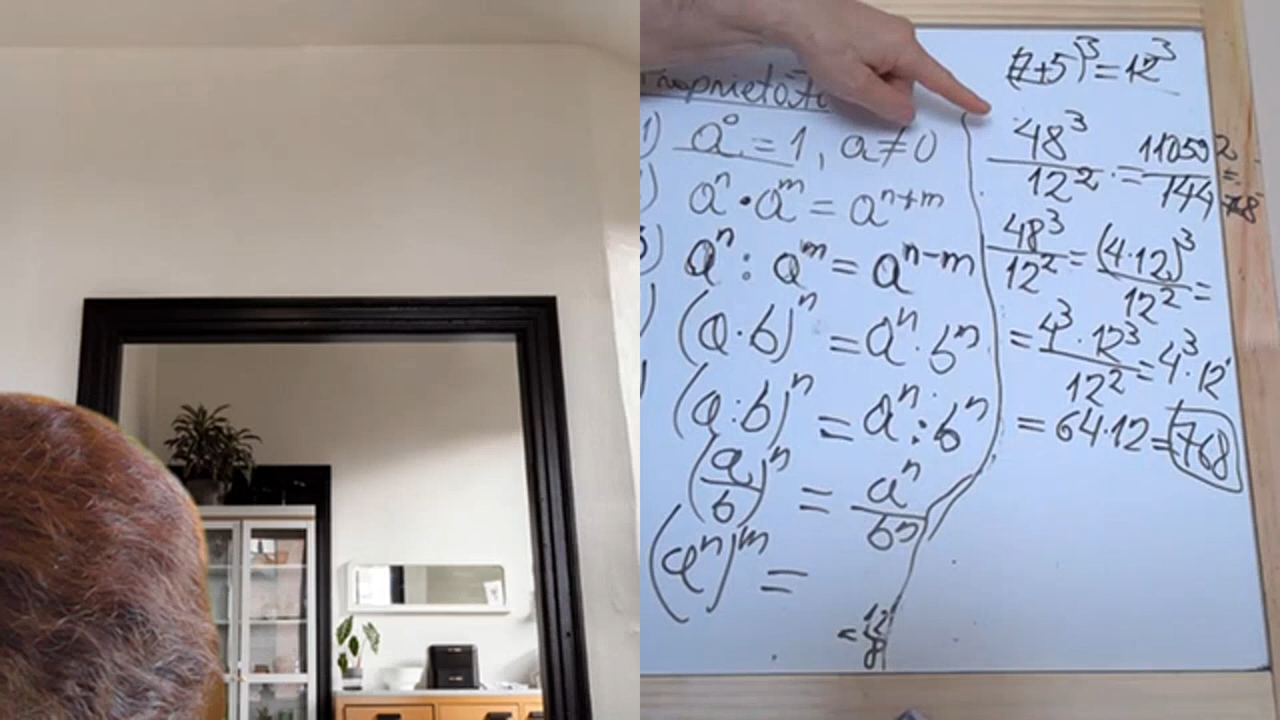 Proprietăți
1) a⁰ = 1, a ≠ 0
) aⁿ · aᵐ = aⁿ⁺ᵐ
3) aⁿ : aᵐ = aⁿ⁻ᵐ
) (a·b)ⁿ = aⁿ · bⁿ
(a:b)ⁿ = aⁿ : bⁿ
(a/b)ⁿ = aⁿ/bⁿ
(aⁿ)ᵐ =
(7+5)³ = 12³
48³/12² = 110592/144 = 768
48³/12² = (4·12)³/12² =
= 4³·12³/12² = 4³·12¹
= 64·12 = 768